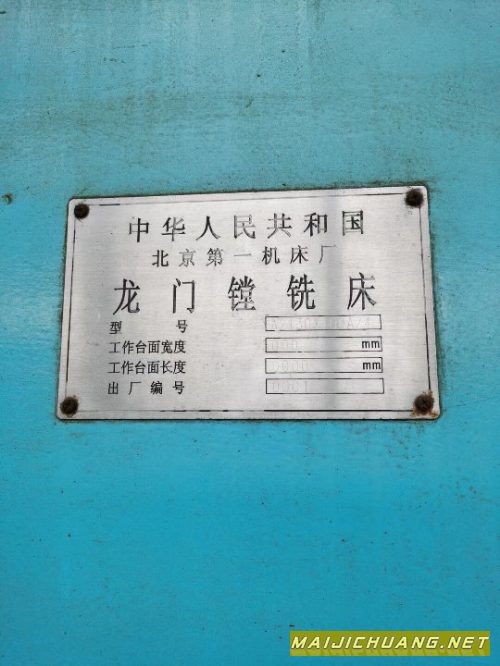 中华人民共和国
北京第一机床厂
龙门镗铣床
型 号
工作台面宽度 mm
工作台面长度 mm
出厂编号
MAIJICHUANG.NET